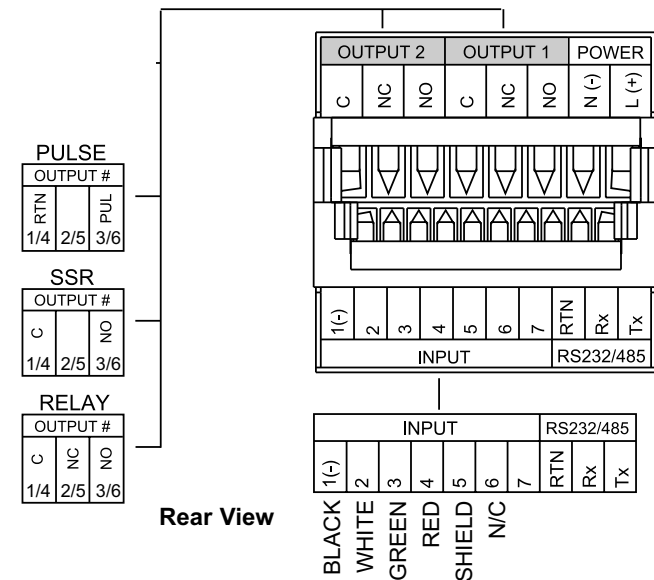 OUTPUT 2 OUTPUT 1 POWER
C NC NO C NC NO N (-) L (+)
PULSE
OUTPUT #
RTN PUL
1/4 2/5 3/6
SSR
OUTPUT #
C NO
1/4 2/5 3/6
RELAY
OUTPUT #
C NC NO
1/4 2/5 3/6
1(-) 2 3 4 5 6 7 RTN Rx Tx
INPUT RS232/485
INPUT RS232/485
1(-) 2 3 4 5 6 7 RTN Rx Tx
BLACK WHITE GREEN RED SHIELD N/C
Rear View